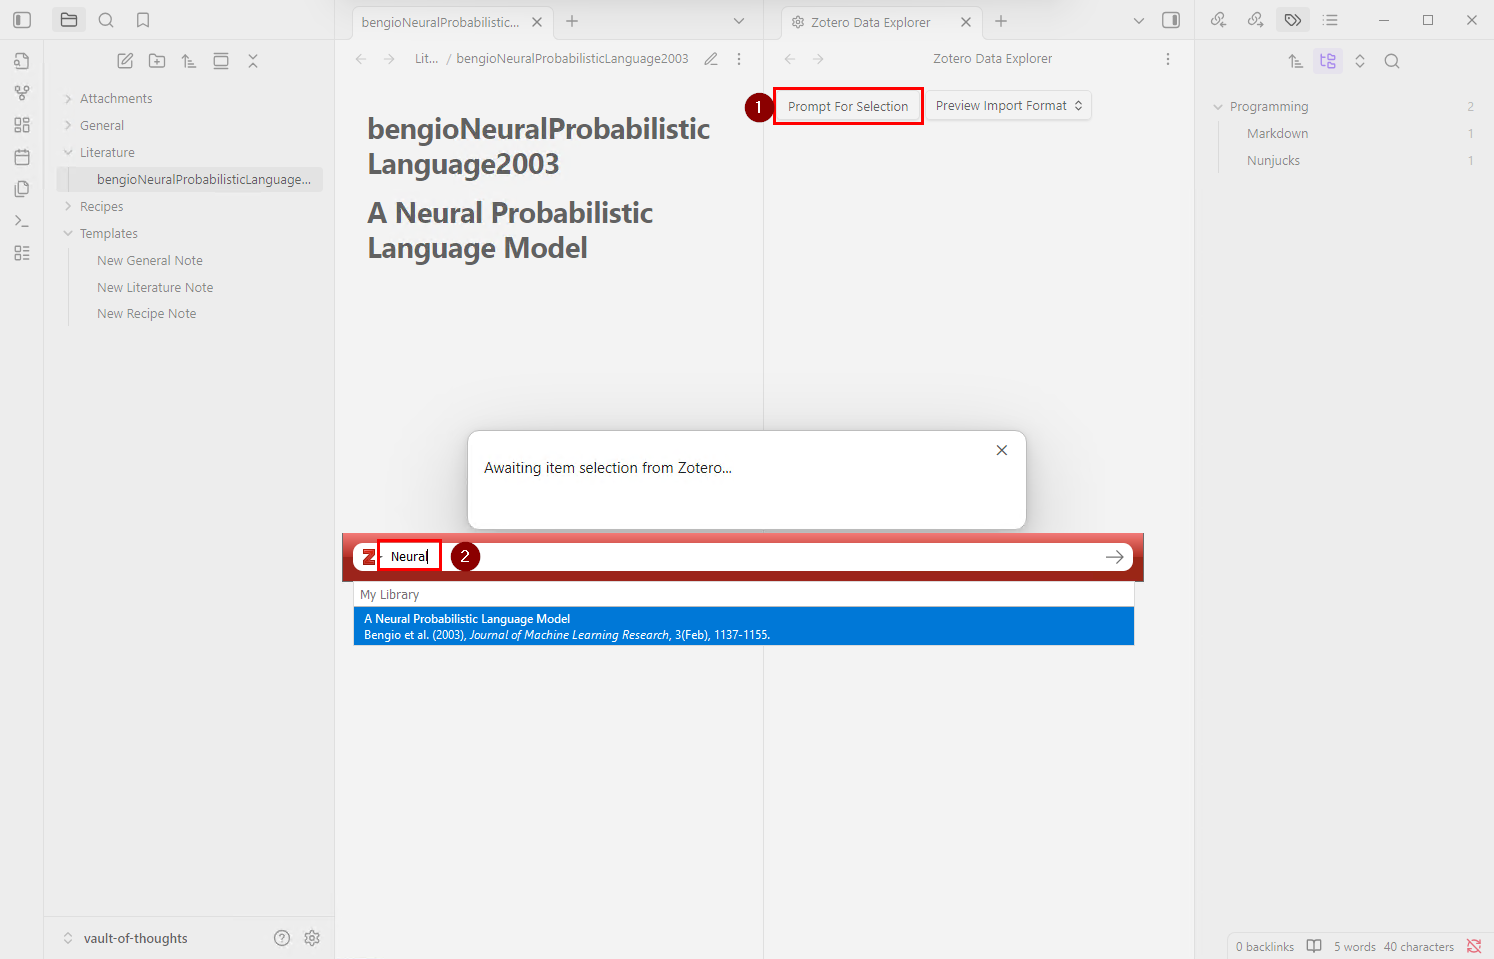 bengioNeuralProbabilistic...
Zotero Data Explorer
Lit... / bengioNeuralProbabilisticLanguage2003
Zotero Data Explorer
Attachments
General
Literature
bengioNeuralProbabilisticLanguage...
Recipes
Templates
New General Note
New Literature Note
New Recipe Note
bengioNeuralProbabilistic
Language2003
A Neural Probabilistic
Language Model
1
Prompt For Selection
Preview Import Format
Programming 2
Markdown 1
Nunjucks 1
Awaiting item selection from Zotero...
Z Neural
2
My Library
A Neural Probabilistic Language Model
Bengio et al. (2003), Journal of Machine Learning Research, 3(Feb), 1137-1155.
vault-of-thoughts
0 backlinks 5 words 40 characters